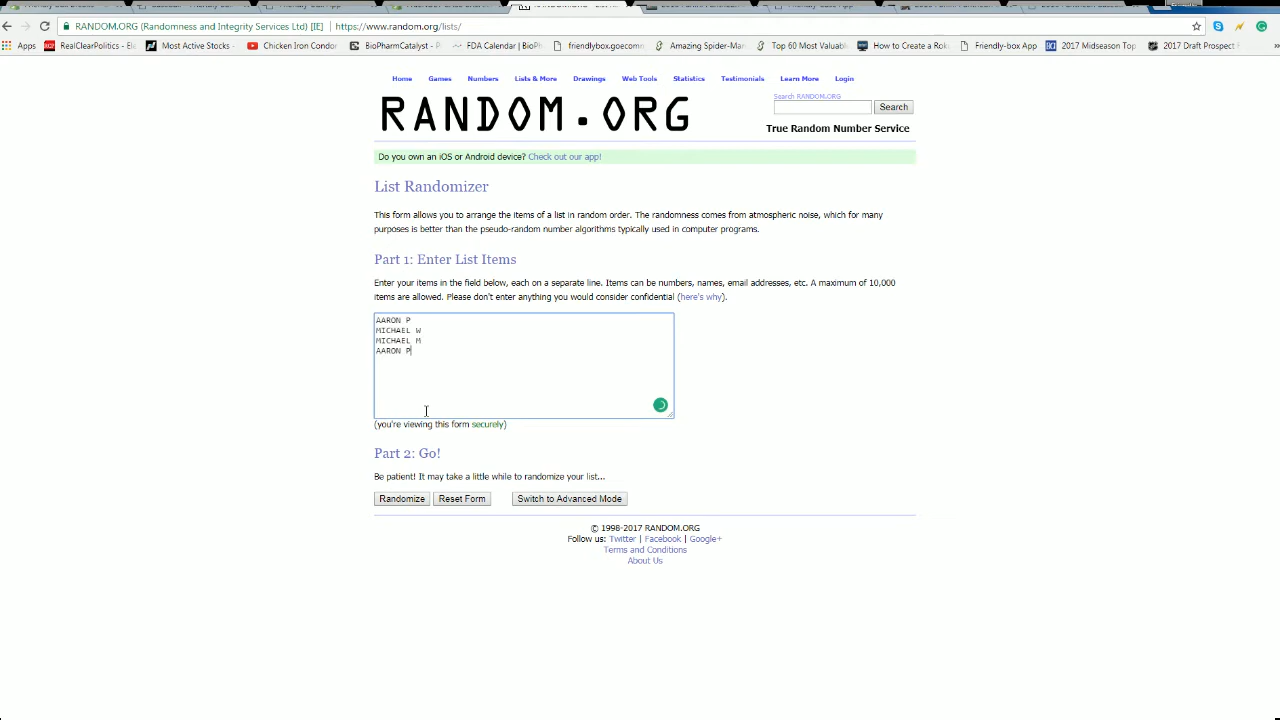 RANDOM.ORG (Randomness and Integrity Services Ltd) [IE] https://www.random.org/lists/
Apps RealClearPolitics - Ele Most Active Stocks - Chicken Iron Condor BioPharmCatalyst - P FDA Calendar | BioPh friendlybox.gocomm Amazing Spider-Man Top 60 Most Valuabl How to Create a Roku Friendly-box App 2017 Midseason Top 2017 Draft Prospect
Home Games Numbers Lists & More Drawings Web Tools Statistics Testimonials Learn More Login
RANDOM.ORG
Search RANDOM.ORG
Search
True Random Number Service
Do you own an iOS or Android device? Check out our app!
List Randomizer
This form allows you to arrange the items of a list in random order. The randomness comes from atmospheric noise, which for many
purposes is better than the pseudo-random number algorithms typically used in computer programs.
Part 1: Enter List Items
Enter your items in the field below, each on a separate line. Items can be numbers, names, email addresses, etc. A maximum of 10,000
items are allowed. Please don't enter anything you would consider confidential (here's why).
AARON P
MICHAEL W
MICHAEL M
AARON P
(you're viewing this form securely)
Part 2: Go!
Be patient! It may take a little while to randomize your list...
Randomize Reset Form Switch to Advanced Mode
© 1998-2017 RANDOM.ORG
Follow us: Twitter | Facebook | Google+
Terms and Conditions
About Us